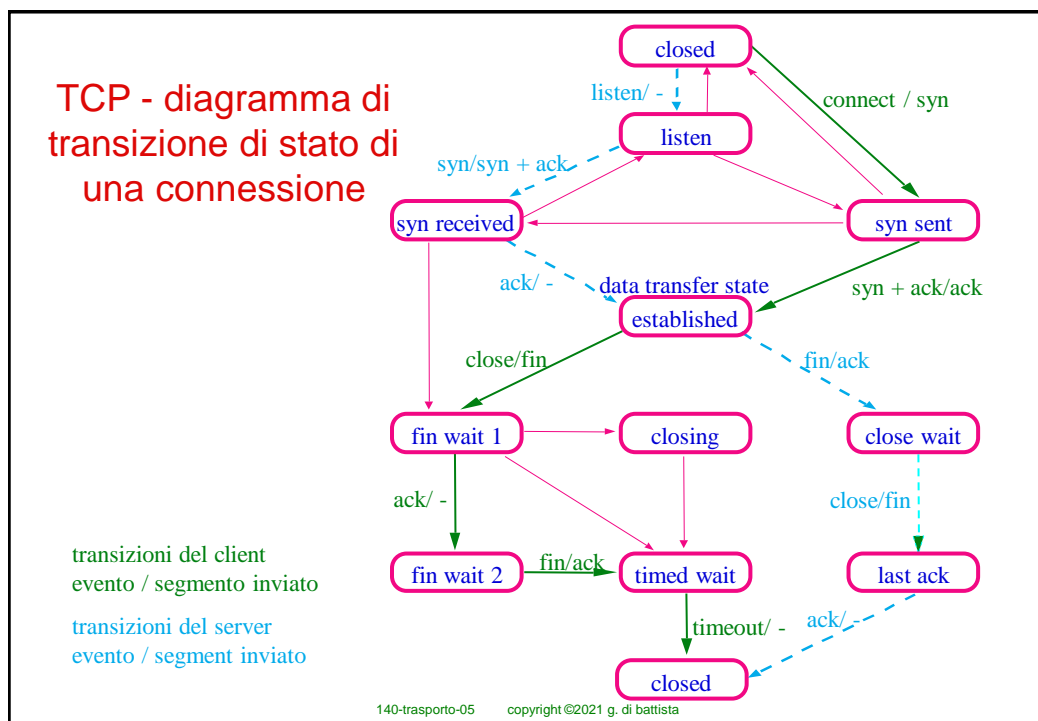 TCP - diagramma di
transizione di stato di
una connessione
closed
listen/ -
connect / syn
listen
syn/syn + ack
syn received
syn sent
ack/ -
data transfer state
syn + ack/ack
established
close/fin
fin/ack
fin wait 1
closing
close wait
ack/ -
close/fin
transizioni del client
evento / segmento inviato
fin wait 2
fin/ack
timed wait
last ack
transizioni del server
evento / segment inviato
timeout/ -
ack/ -
closed
140-trasporto-05 copyright ©2021 g. di battista